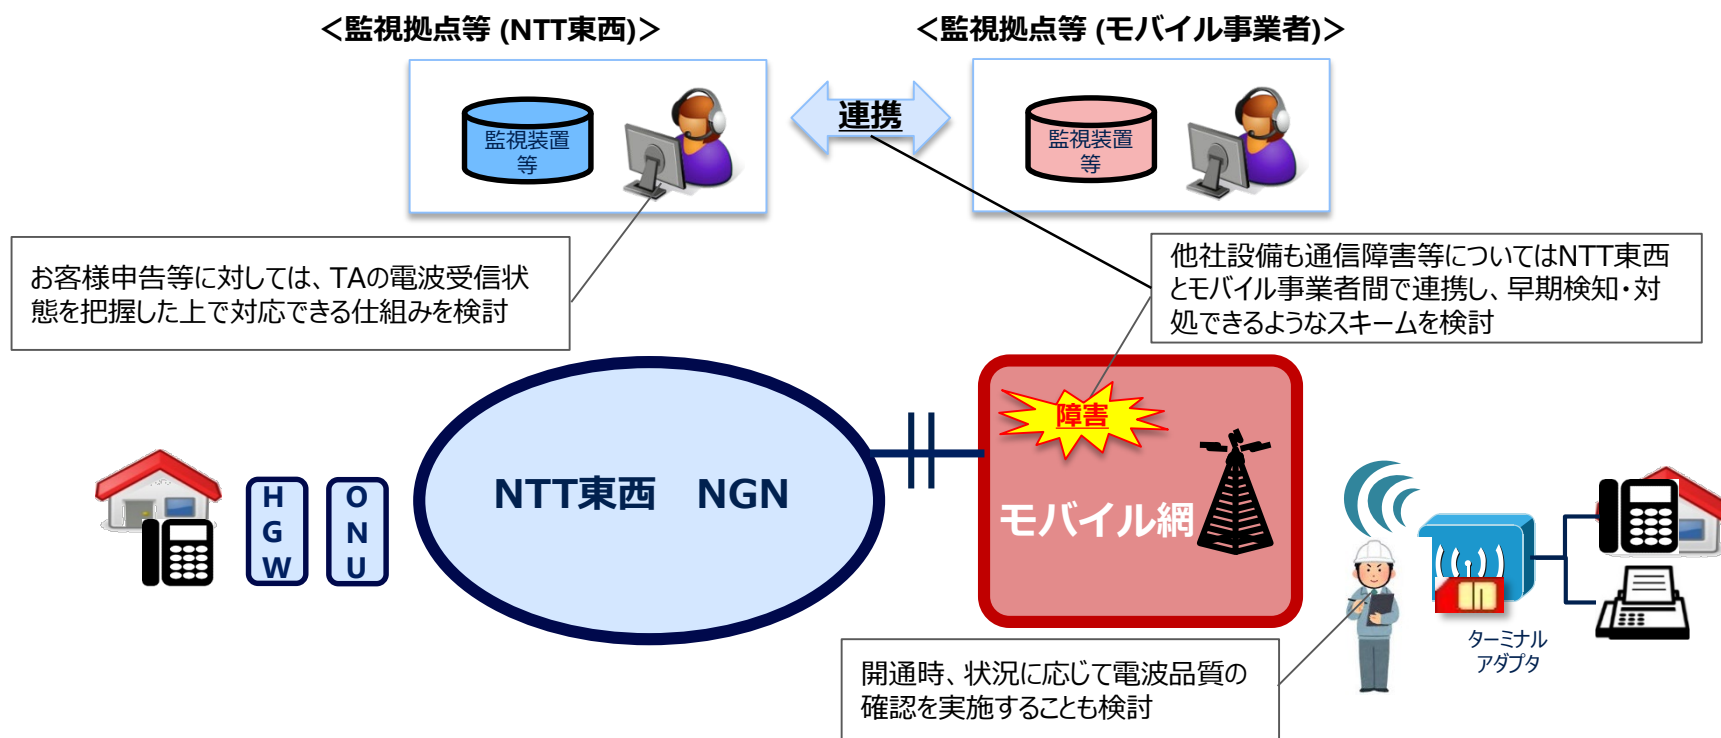 ＜監視拠点等 (NTT東西)＞
＜監視拠点等 (モバイル事業者)＞
監視装置
等
連携
監視装置
等
お客様申告等に対しては、TAの電波受信状
態を把握した上で対応できる仕組みを検討
他社設備も通信障害等についてはNTT東西
とモバイル事業者間で連携し、早期検知・対
処できるようなスキームを検討
障害
HGW
ONU
NTT東西　NGN
モバイル網
ターミナル
アダプタ
開通時、状況に応じて電波品質の
確認を実施することも検討